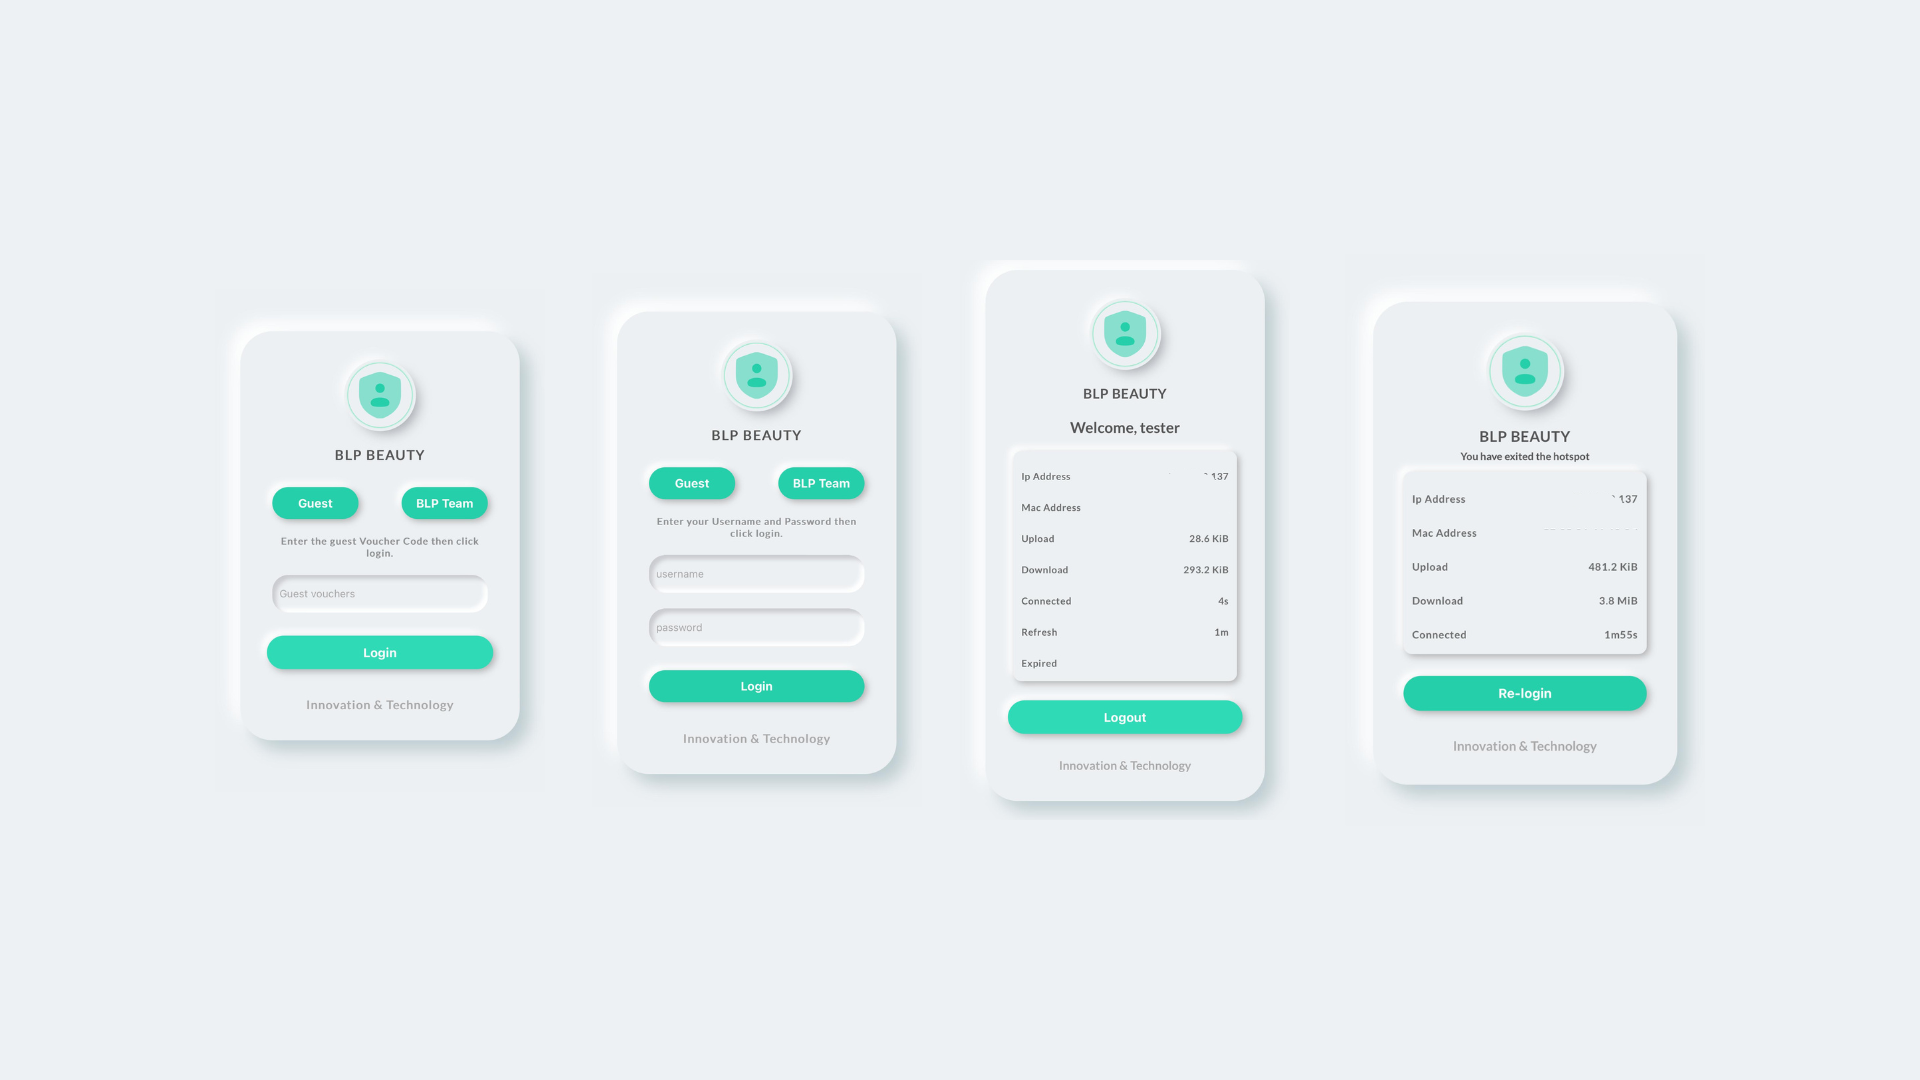 BLP BEAUTY
Guest
BLP Team
Enter the guest Voucher Code then click
login.
Guest vouchers
Login
Innovation & Technology
BLP BEAUTY
Guest
BLP Team
Enter your Username and Password then
click login.
username
password
Login
Innovation & Technology
BLP BEAUTY
Welcome, tester
Ip Address 137
Mac Address
Upload 28.6 KiB
Download 293.2 KiB
Connected 4s
Refresh 1m
Expired
Logout
Innovation & Technology
BLP BEAUTY
You have exited the hotspot
Ip Address 137
Mac Address
Upload 481.2 KiB
Download 3.8 MiB
Connected 1m55s
Re-login
Innovation & Technology